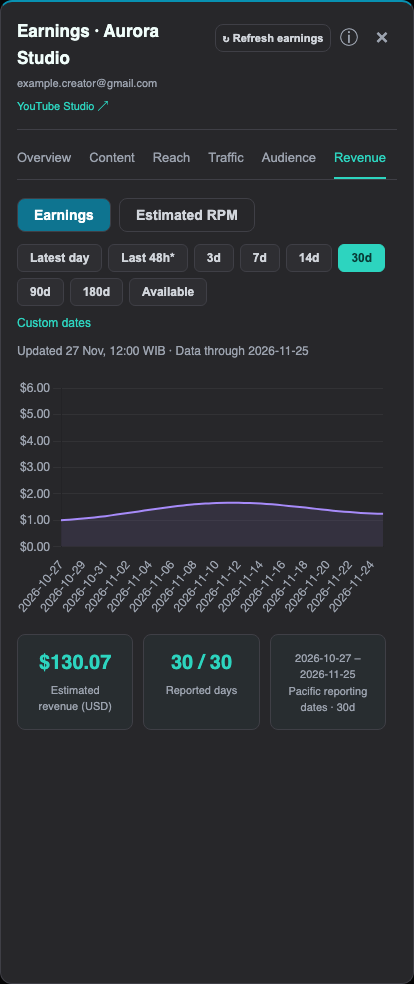 Earnings · Aurora
Studio
↻ Refresh earnings
ⓘ
✕
example.creator@gmail.com
YouTube Studio ↗
Overview
Content
Reach
Traffic
Audience
Revenue
Earnings
Estimated RPM
Latest day
Last 48h*
3d
7d
14d
30d
90d
180d
Available
Custom dates
Updated 27 Nov, 12:00 WIB · Data through 2026-11-25
$6.00
$5.00
$4.00
$3.00
$2.00
$1.00
$0.00
2026-10-27
2026-10-29
2026-10-31
2026-11-02
2026-11-04
2026-11-06
2026-11-08
2026-11-10
2026-11-12
2026-11-14
2026-11-16
2026-11-18
2026-11-20
2026-11-22
2026-11-24
$130.07
Estimated
revenue (USD)
30 / 30
Reported days
2026-10-27 –
2026-11-25
Pacific reporting
dates · 30d